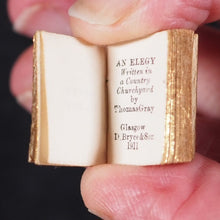 AN ELEGY
Written in
a Country
Churchyard
by
Thomas Gray
Glasgow
D. Bryce & Son
1911